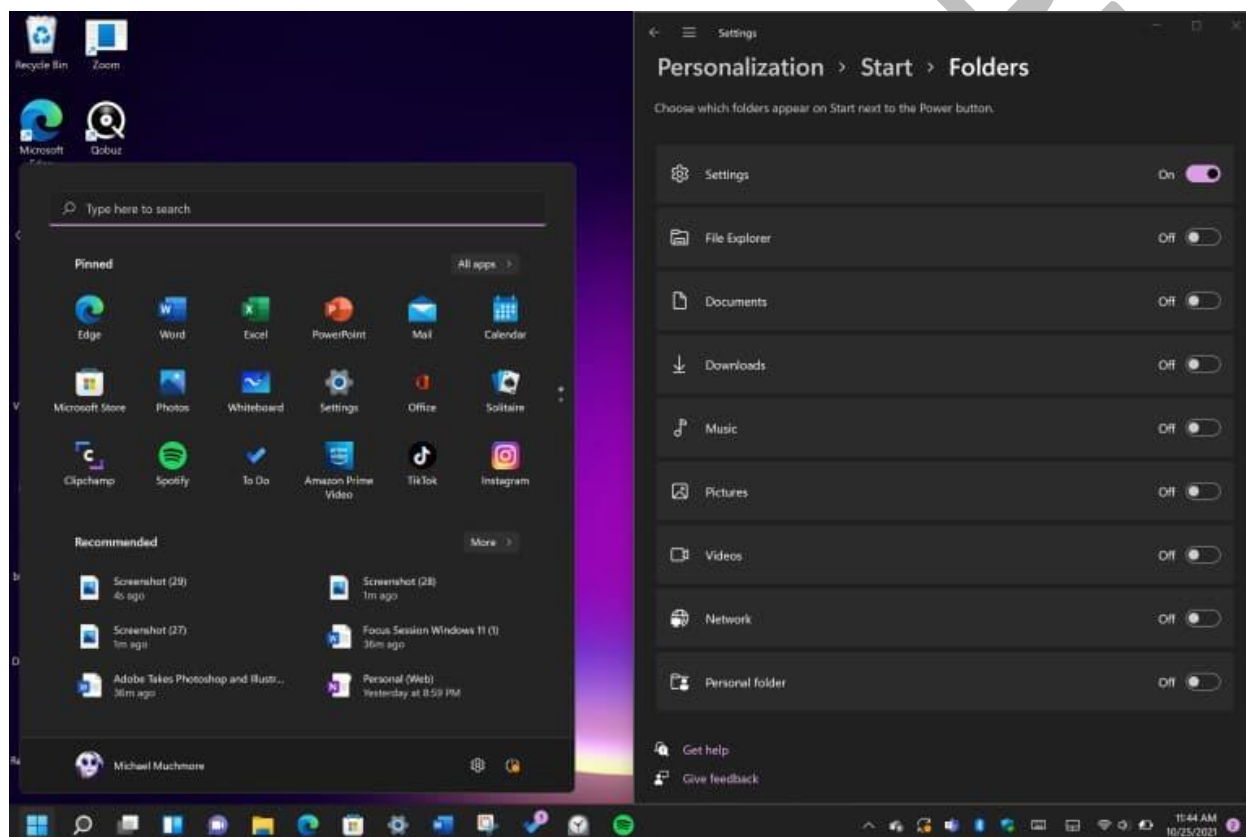 Recycle Bin
Zoom
Microsoft
Qobuz
Type here to search
Pinned
All apps
Edge
Word
Excel
PowerPoint
Mail
Calendar
Microsoft Store
Photos
Whiteboard
Settings
Office
Solitaire
Clipchamp
Spotify
To Do
Amazon Prime
Video
TikTok
Instagram
Recommended
More
Screenshot (29)
4s ago
Screenshot (28)
1m ago
Screenshot (27)
1m ago
Focus Session Windows 11 (1)
36m ago
Adobe Takes Photoshop and Illustr...
36m ago
Personal (Web)
Yesterday at 8:59 PM
Michael Muchmore
Settings
Personalization > Start > Folders
Choose which folders appear on Start next to the Power button.
Settings
On
File Explorer
Off
Documents
Off
Downloads
Off
Music
Off
Pictures
Off
Videos
Off
Network
Off
Personal folder
Off
Get help
Give feedback
11:44 AM
10/25/2021